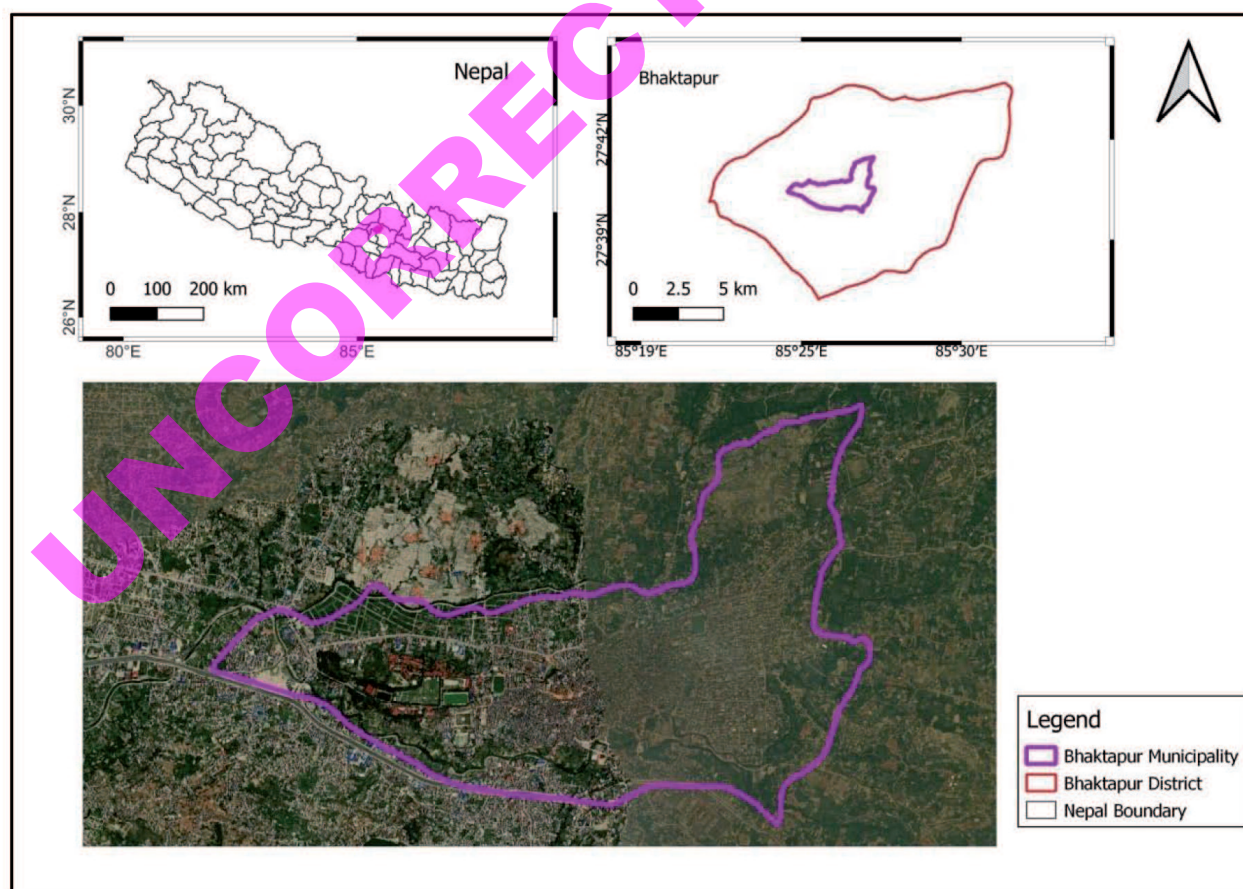 UNCORRECT
Nepal
30°N
28°N
26°N
0 100 200 km
80°E
85°E
Bhaktapur
27°42'N
27°39'N
0 2.5 5 km
85°19'E
85°25'E
85°30'E
Legend
Bhaktapur Municipality
Bhaktapur District
Nepal Boundary